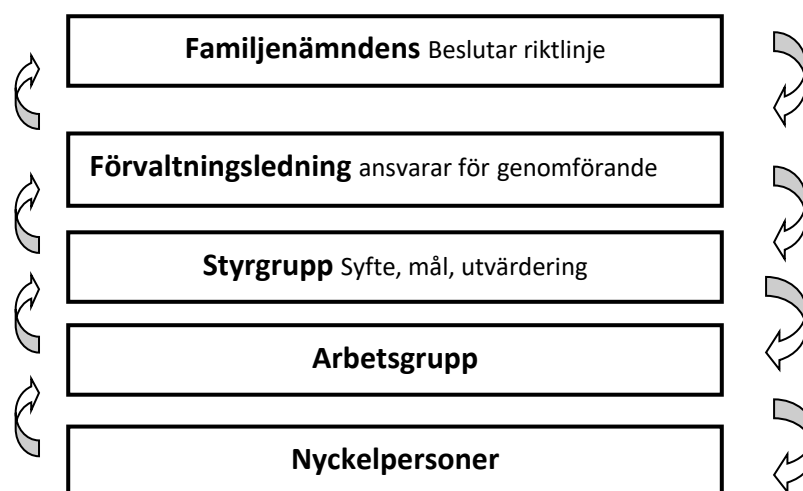 Familjenämndens Beslutar riktlinje
Förvaltningsledning ansvarar för genomförande
Styrgrupp Syfte, mål, utvärdering
Arbetsgrupp
Nyckelpersoner